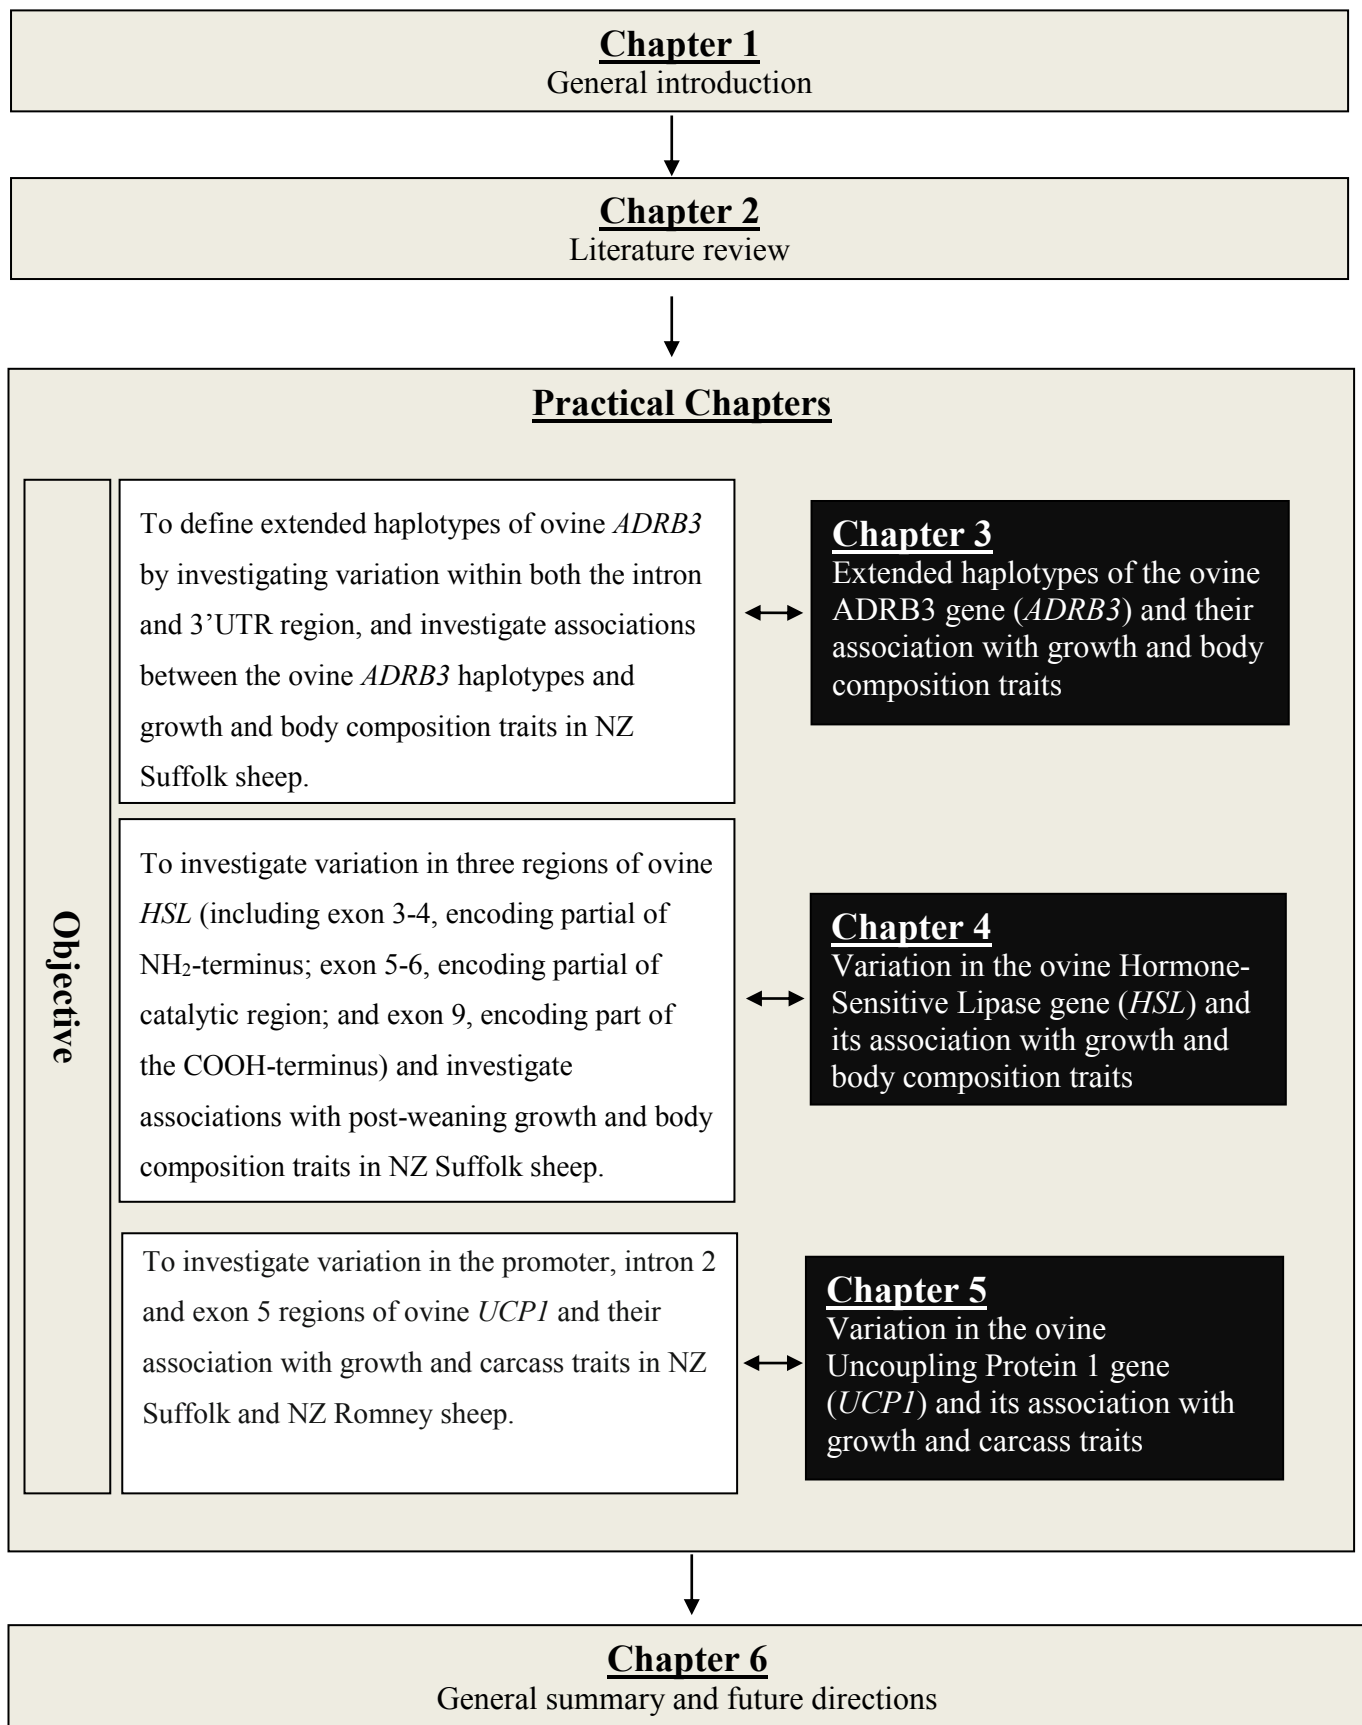 Chapter 1
General introduction
Chapter 2
Literature review
Practical Chapters
Objective
To define extended haplotypes of ovine ADRB3
by investigating variation within both the intron
and 3’UTR region, and investigate associations
between the ovine ADRB3 haplotypes and
growth and body composition traits in NZ
Suffolk sheep.
Chapter 3
Extended haplotypes of the ovine
ADRB3 gene (ADRB3) and their
association with growth and body
composition traits
To investigate variation in three regions of ovine
HSL (including exon 3-4, encoding partial of
NH₂-terminus; exon 5-6, encoding partial of
catalytic region; and exon 9, encoding part of
the COOH-terminus) and investigate
associations with post-weaning growth and body
composition traits in NZ Suffolk sheep.
Chapter 4
Variation in the ovine Hormone-
Sensitive Lipase gene (HSL) and
its association with growth and
body composition traits
To investigate variation in the promoter, intron 2
and exon 5 regions of ovine UCP1 and their
association with growth and carcass traits in NZ
Suffolk and NZ Romney sheep.
Chapter 5
Variation in the ovine
Uncoupling Protein 1 gene
(UCP1) and its association with
growth and carcass traits
Chapter 6
General summary and future directions